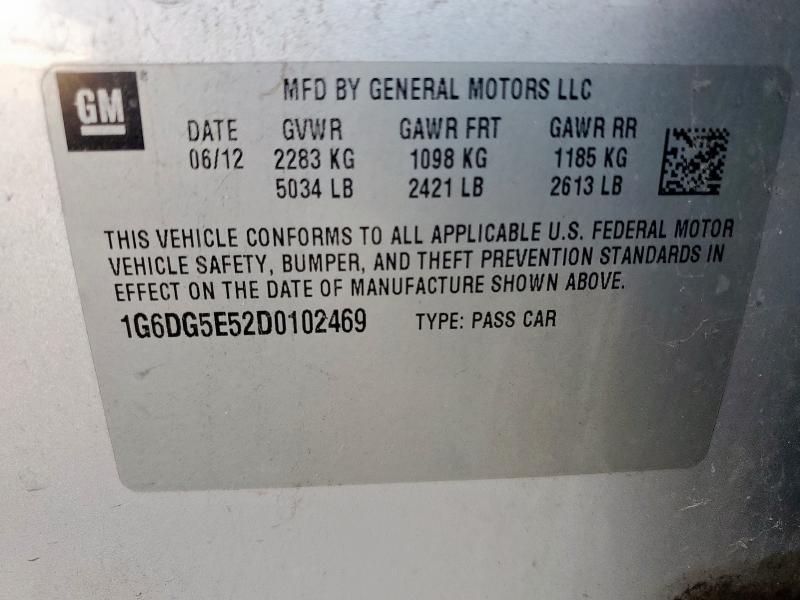 GM
MFD BY GENERAL MOTORS LLC
DATE GVWR GAWR FRT GAWR RR
06/12 2283 KG 1098 KG 1185 KG
5034 LB 2421 LB 2613 LB
THIS VEHICLE CONFORMS TO ALL APPLICABLE U.S. FEDERAL MOTOR
VEHICLE SAFETY, BUMPER, AND THEFT PREVENTION STANDARDS IN
EFFECT ON THE DATE OF MANUFACTURE SHOWN ABOVE.
1G6DG5E52D0102469 TYPE: PASS CAR